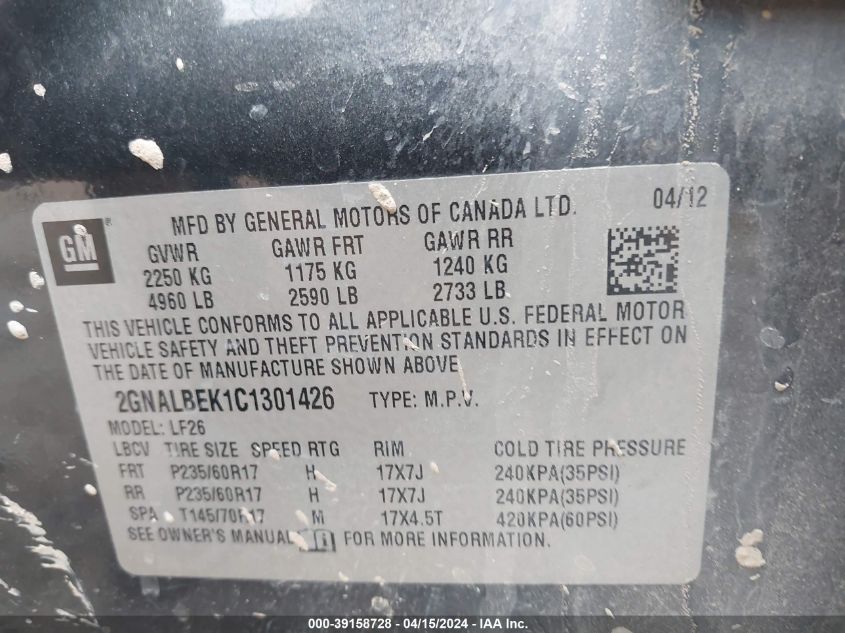 MFD BY GENERAL MOTORS OF CANADA LTD. 04/12
GM
GVWR GAWR FRT GAWR RR
2250 KG 1175 KG 1240 KG
4960 LB 2590 LB 2733 LB
THIS VEHICLE CONFORMS TO ALL APPLICABLE U.S. FEDERAL MOTOR
VEHICLE SAFETY AND THEFT PREVENTION STANDARDS IN EFFECT ON
THE DATE OF MANUFACTURE SHOWN ABOVE
2GNALBEK1C1301426 TYPE: M.P.V.
MODEL: LF26
LBCV TIRE SIZE SPEED RTG RIM COLD TIRE PRESSURE
FRT P235/60R17 H 17X7J 240KPA(35PSI)
RR P235/60R17 H 17X7J 240KPA(35PSI)
SPA T145/70R17 M 17X4.5T 420KPA(60PSI)
SEE OWNER'S MANUAL i FOR MORE INFORMATION.
000-39158728 - 04/15/2024 - IAAI.COM